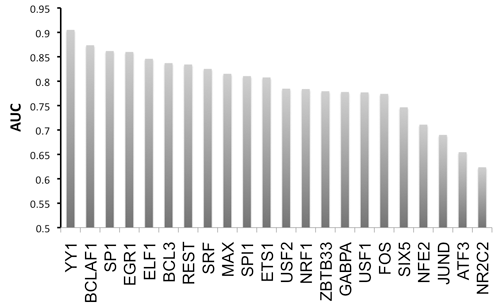 0.95
0.9
0.85
0.8
0.75
0.7
0.65
0.6
0.55
0.5
AUC
YY1
BCLAF1
SP1
EGR1
ELF1
BCL3
REST
SRF
MAX
SPI1
ETS1
USF2
NRF1
ZBTB33
GABPA
USF1
FOS
SIX5
NFE2
JUND
ATF3
NR2C2